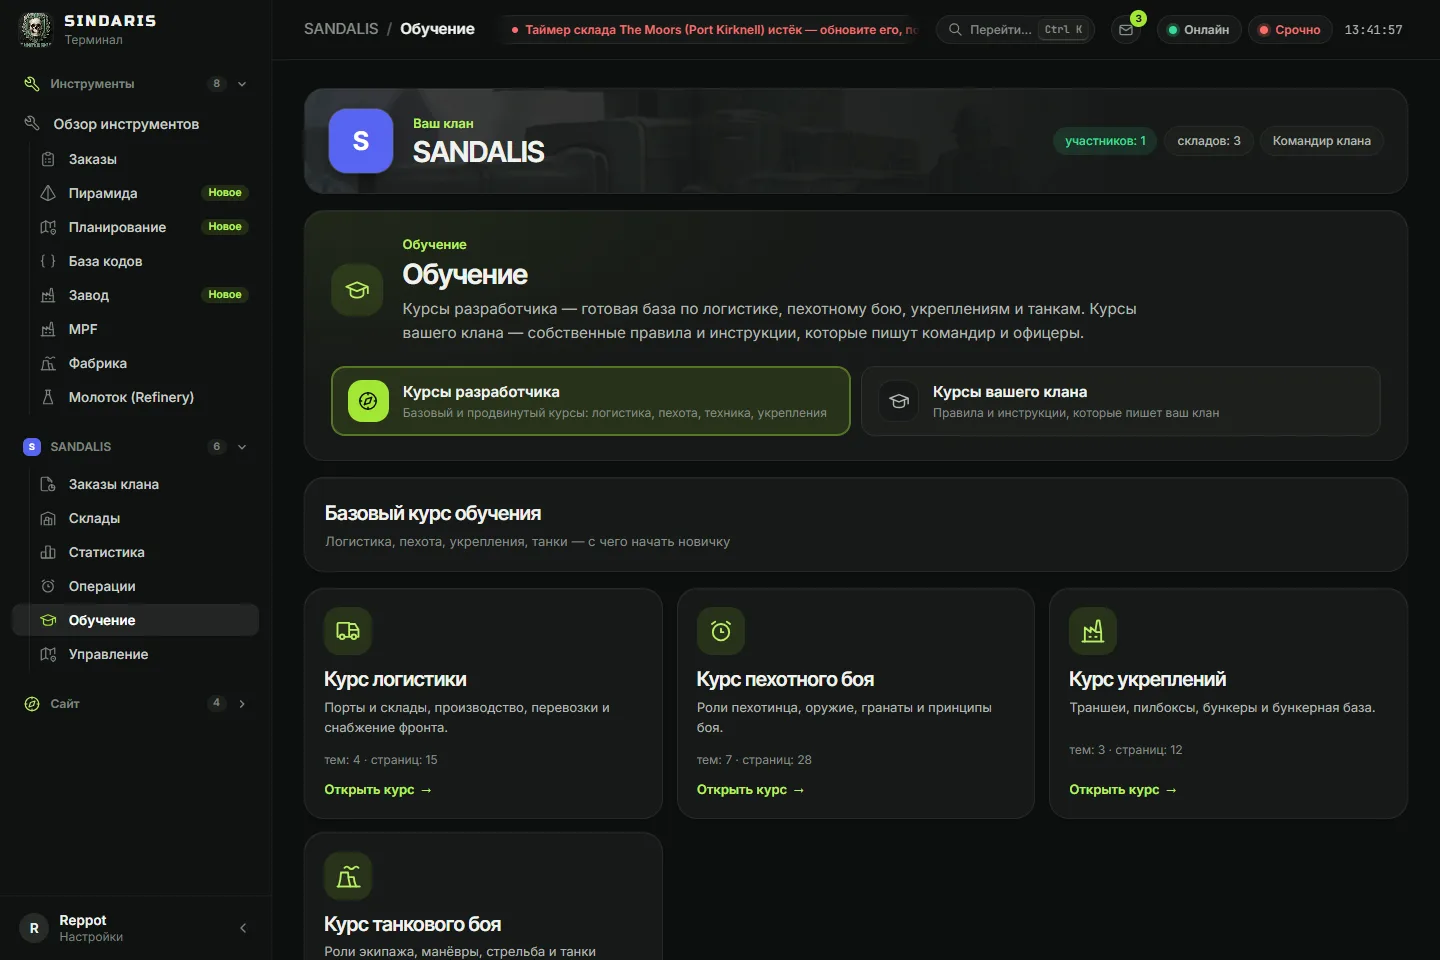 SINDARIS
Терминал
Инструменты 8
Обзор инструментов
Заказы
Пирамида Новое
Планирование Новое
База кодов
Завод Новое
MPF
Фабрика
Молоток (Refinery)
S SANDALIS 6
Заказы клана
Склады
Статистика
Операции
Обучение
Управление
Сайт 4
R Reppot
Настройки
SANDALIS / Обучение
Таймер склада The Moors (Port Kirknell) истёк — обновите его,
Перейти... Ctrl K
3
Онлайн
Срочно
13:41:57
S
Ваш клан
SANDALIS
участников: 1
складов: 3
Командир клана
Обучение
Обучение
Курсы разработчика — готовая база по логистике, пехотному бою, укреплениям и танкам. Курсы
вашего клана — собственные правила и инструкции, которые пишут командир и офицеры.
Курсы разработчика
Базовый и продвинутый курсы: логистика, пехота, техника, укрепления
Курсы вашего клана
Правила и инструкции, которые пишет ваш клан
Базовый курс обучения
Логистика, пехота, укрепления, танки — с чего начать новичку
Курс логистики
Порты и склады, производство, перевозки и
снабжение фронта.
тем: 4 · страниц: 15
Открыть курс →
Курс пехотного боя
Роли пехотинца, оружие, гранаты и принципы
боя.
тем: 7 · страниц: 28
Открыть курс →
Курс укреплений
Траншеи, пилбоксы, бункеры и бункерная база.
тем: 3 · страниц: 12
Открыть курс →
Курс танкового боя
Роли экипажа, манёвры, стрельба и танки